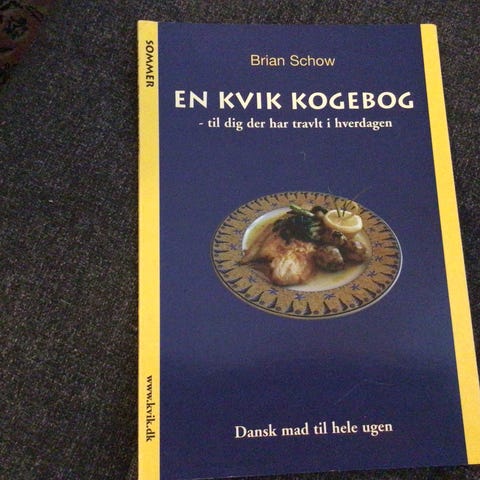 SOMMER
Brian Schow
EN KVIK KOGEBOG
- til dig der har travlt i hverdagen
Dansk mad til hele ugen
www.kvik.dk